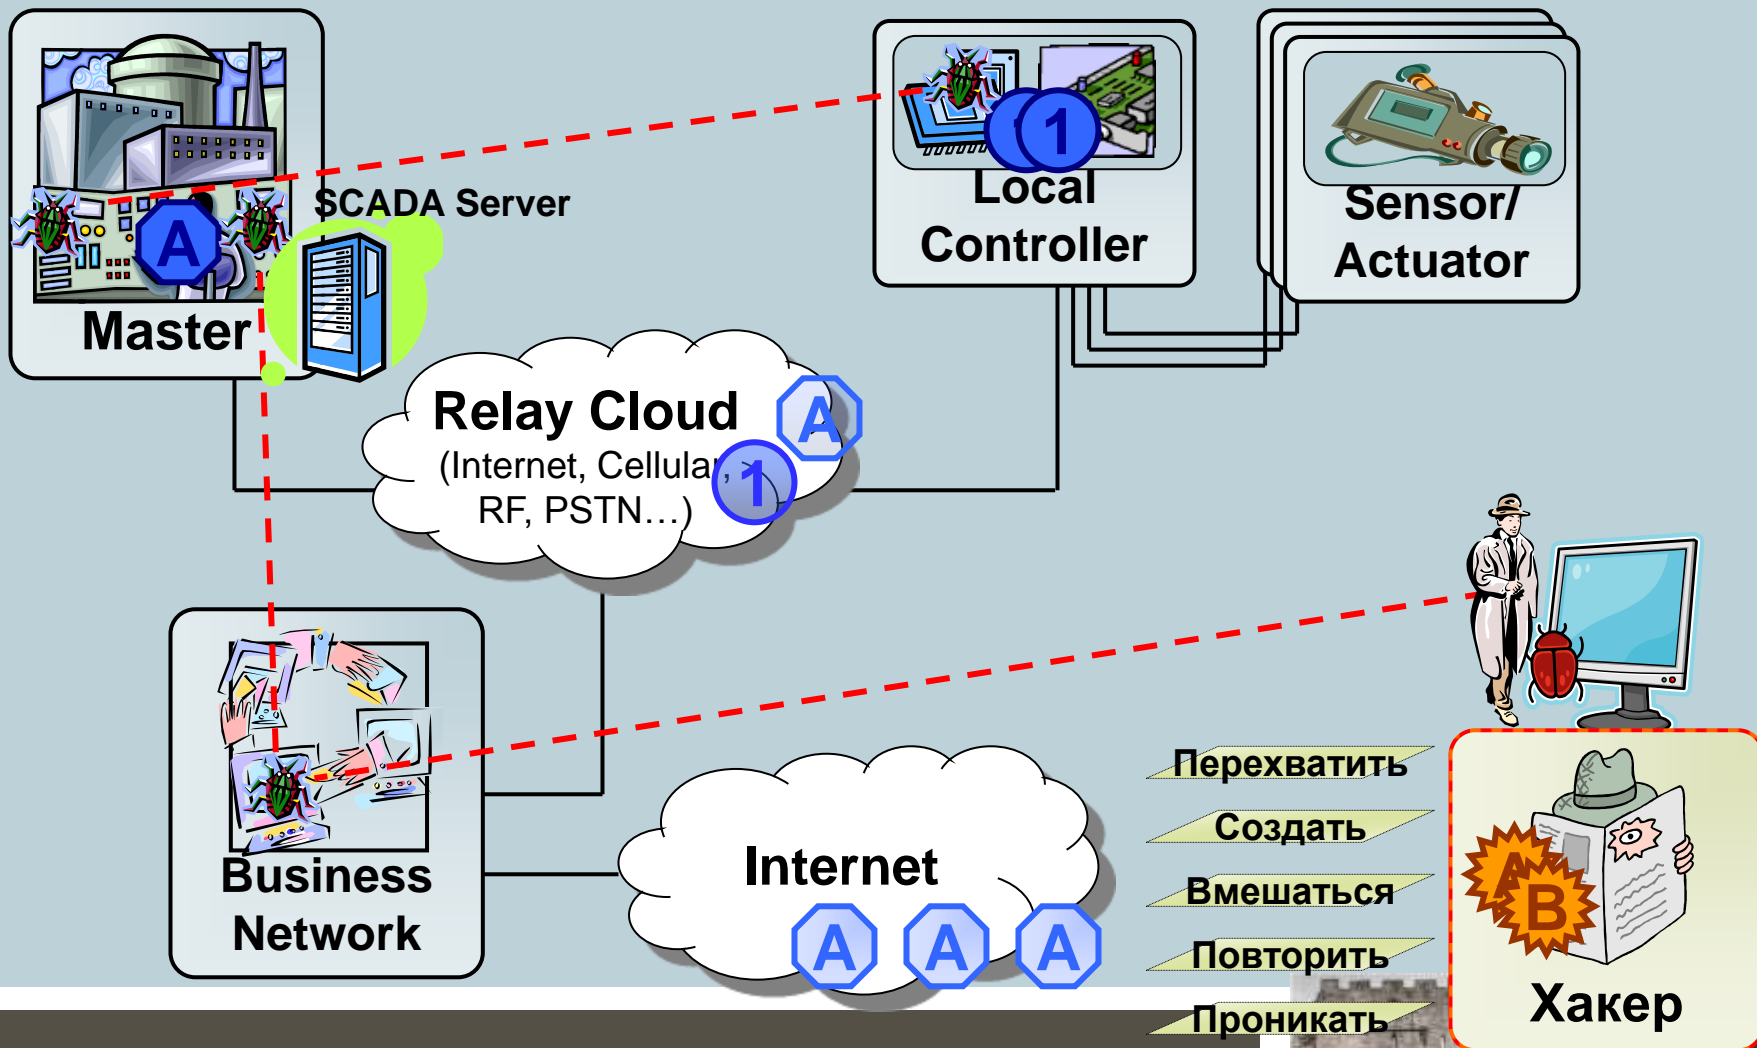 SCADA Server
Master
A
1
Local
Controller
Sensor/
Actuator
Relay Cloud
A
(Internet, Cellular,
1
RF, PSTN...)
Business
Network
Internet
A A A
Перехватить
Создать
Вмешаться
Повторить
Проникать
A
B
Хакер